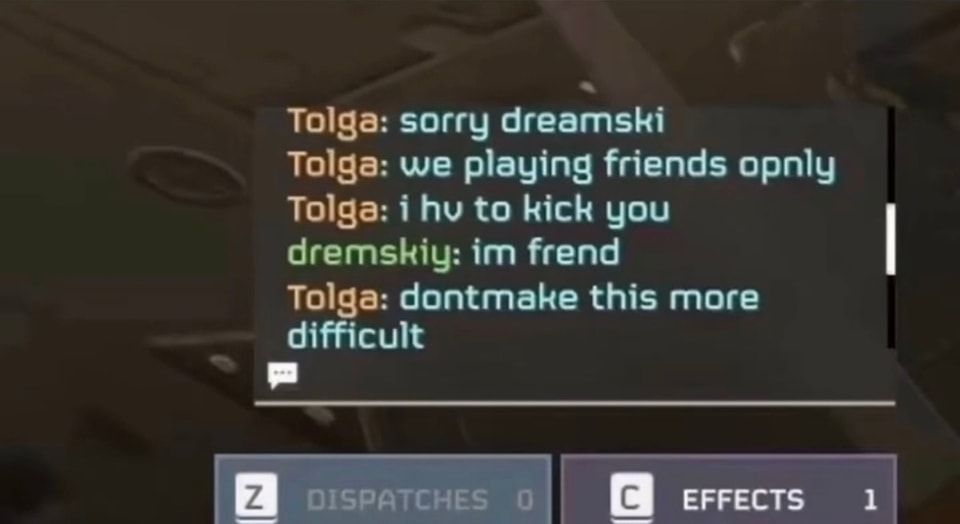 Tolga: sorry dreamski
Tolga: we playing friends opnly
Tolga: i hv to kick you
dremskiy: im frend
Tolga: dontmake this more
difficult
Z DISPATCHES 0 C EFFECTS 1